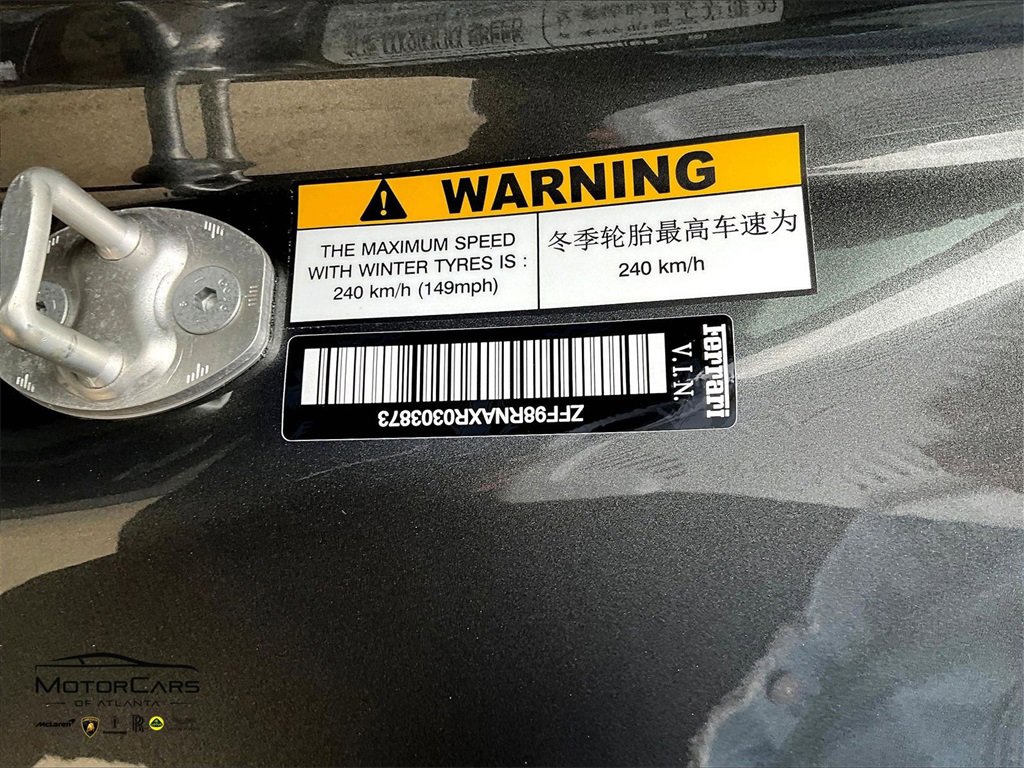 WARNING
THE MAXIMUM SPEED
WITH WINTER TYRES IS :
240 km/h (149mph)
冬季轮胎最高车速为
240 km/h
Ferrari
V.I.N.
ZFF98RNAXR0303873
MOTORCARS
OF ATLANTA
McLaren